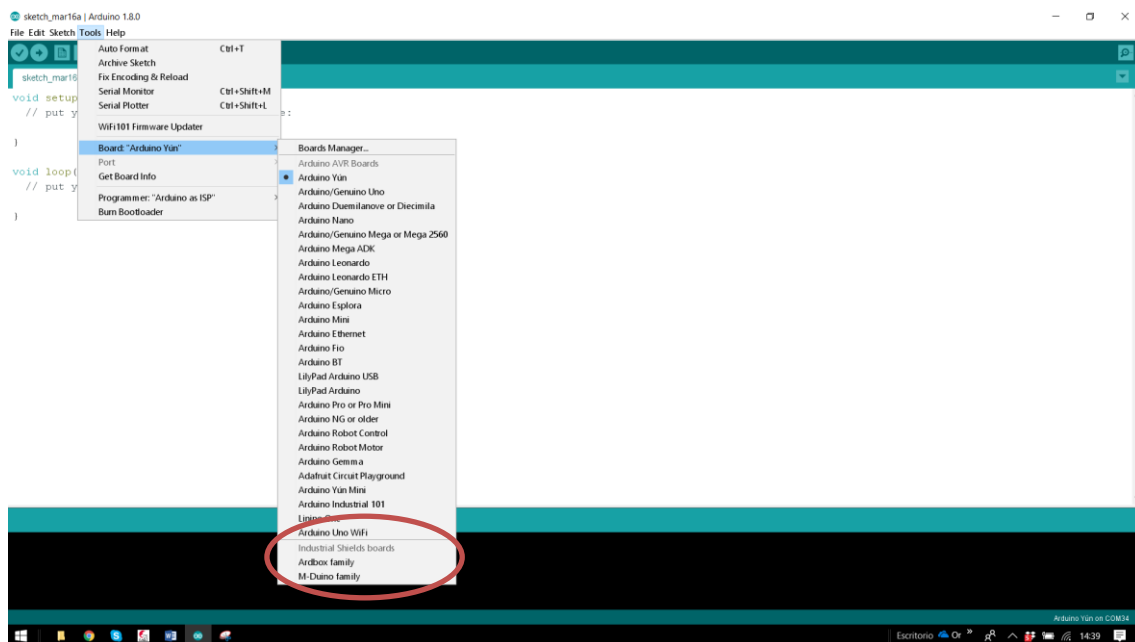 sketch_mar16a | Arduino 1.8.0
File Edit Sketch Tools Help
sketch_mar16
void setup
// put y
e:
}
void loop(
// put y
}
Auto Format Ctrl+T
Archive Sketch
Fix Encoding & Reload
Serial Monitor Ctrl+Shift+M
Serial Plotter Ctrl+Shift+L
WiFi101 Firmware Updater
Board: "Arduino Yún"
Port
Get Board Info
Programmer: "Arduino as ISP"
Burn Bootloader
Boards Manager...
Arduino AVR Boards
Arduino Yún
Arduino/Genuino Uno
Arduino Duemilanove or Diecimila
Arduino Nano
Arduino/Genuino Mega or Mega 2560
Arduino Mega ADK
Arduino Leonardo
Arduino Leonardo ETH
Arduino/Genuino Micro
Arduino Esplora
Arduino Mini
Arduino Ethernet
Arduino Fio
Arduino BT
LilyPad Arduino USB
LilyPad Arduino
Arduino Pro or Pro Mini
Arduino NG or older
Arduino Robot Control
Arduino Robot Motor
Arduino Gemma
Adafruit Circuit Playground
Arduino Yún Mini
Arduino Industrial 101
Linino One
Arduino Uno WiFi
Industrial Shields boards
Ardbox family
M-Duino family
Arduino Yún on COM34
Escritorio Or » 14:39